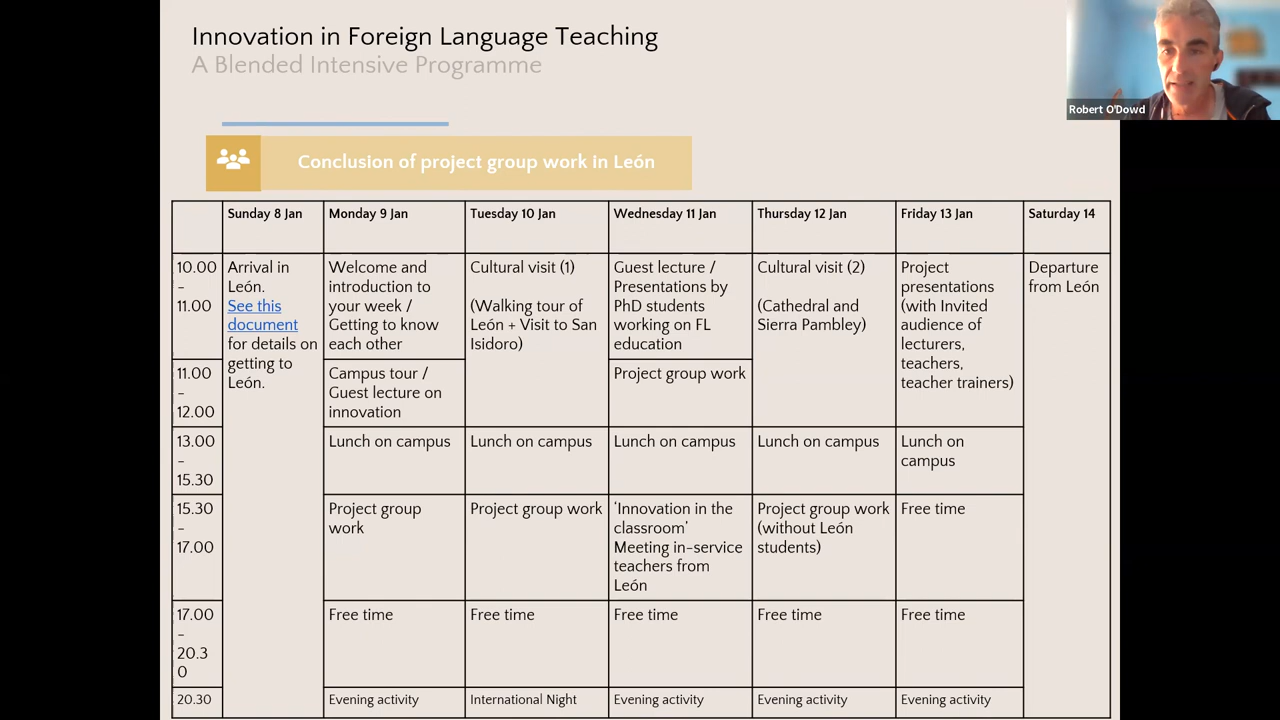 Innovation in Foreign Language Teaching
A Blended Intensive Programme
Robert O'Dowd
Conclusion of project group work in León
Sunday 8 Jan
Monday 9 Jan
Tuesday 10 Jan
Wednesday 11 Jan
Thursday 12 Jan
Friday 13 Jan
Saturday 14
10.00
–
11.00
Arrival in
León.
See this
document
for details on
getting to
León.
Welcome and
introduction to
your week /
Getting to know
each other
Cultural visit (1)
(Walking tour of
León + Visit to San
Isidoro)
Guest lecture /
Presentations by
PhD students
working on FL
education
Cultural visit (2)
(Cathedral and
Sierra Pambley)
Project
presentations
(with Invited
audience of
lecturers,
teachers,
teacher trainers)
Departure
from León
11.00
–
12.00
Campus tour /
Guest lecture on
innovation
Project group work
13.00
–
15.30
Lunch on campus
Lunch on campus
Lunch on campus
Lunch on campus
Lunch on
campus
15.30
–
17.00
Project group
work
Project group work
‘Innovation in the
classroom’
Meeting in-service
teachers from
León
Project group work
(without León
students)
Free time
17.00
–
20.3
0
Free time
Free time
Free time
Free time
Free time
20.30
Evening activity
International Night
Evening activity
Evening activity
Evening activity